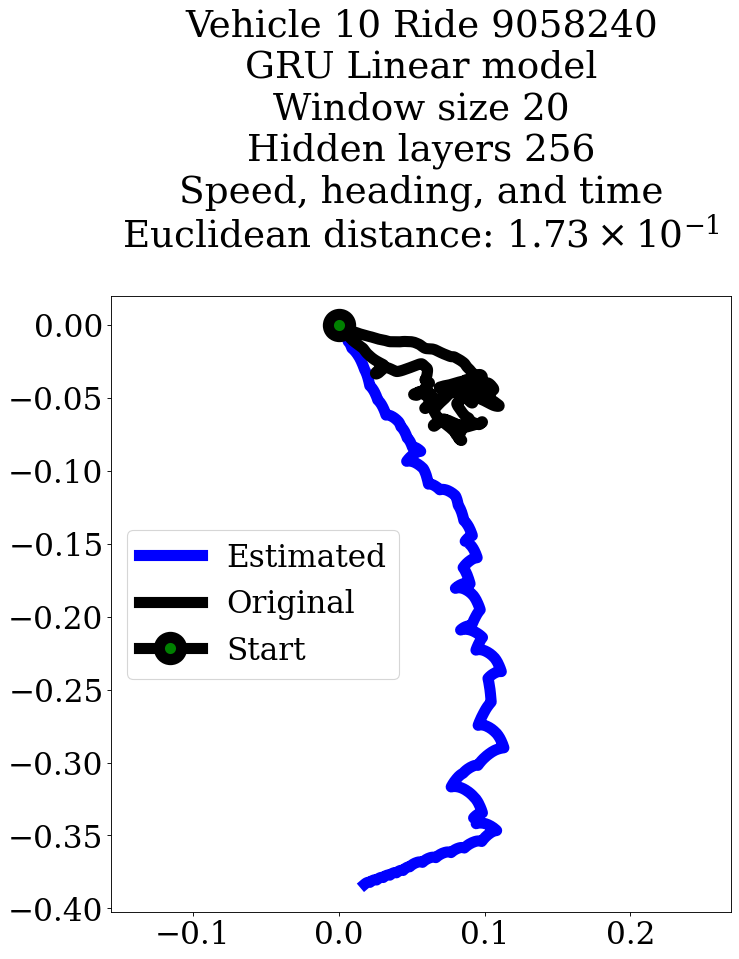 Vehicle 10 Ride 9058240
GRU Linear model
Window size 20
Hidden layers 256
Speed, heading, and time
Euclidean distance: 1.73 × 10⁻¹
0.00
−0.05
−0.10
−0.15
−0.20
−0.25
−0.30
−0.35
−0.40
Estimated
Original
Start
−0.1
0.0
0.1
0.2